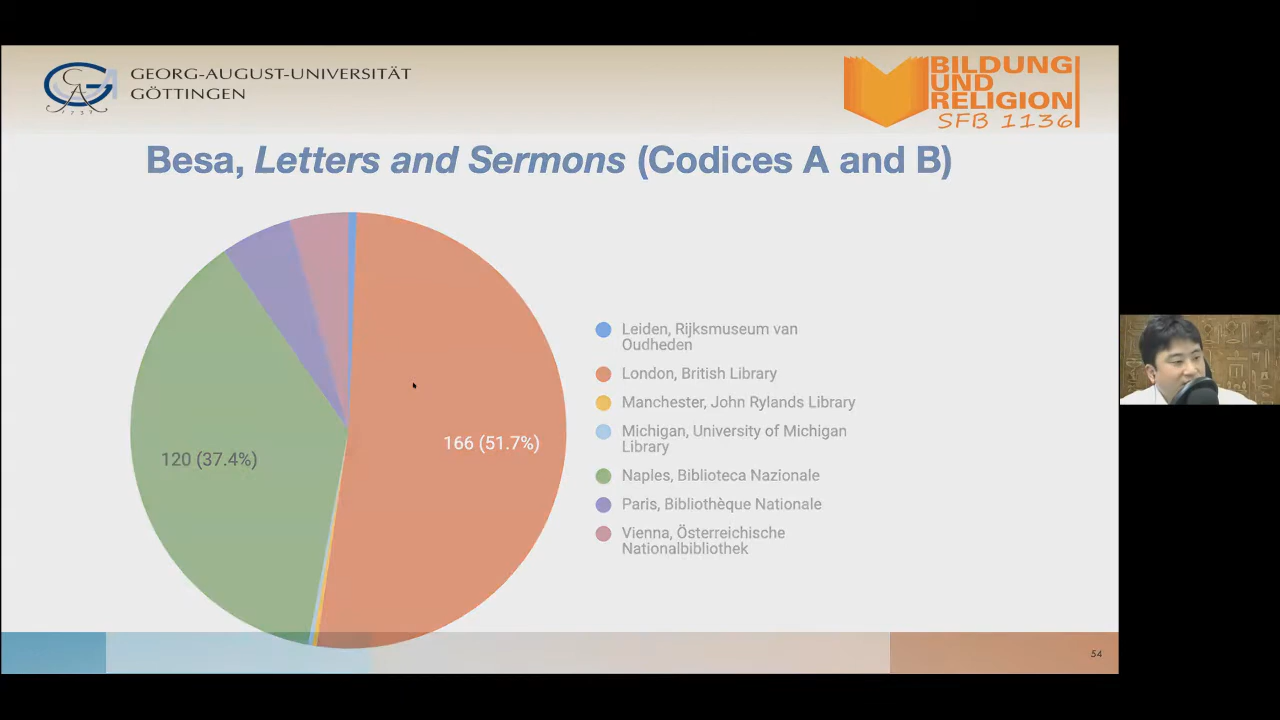 GEORG-AUGUST-UNIVERSITÄT
GÖTTINGEN
BILDUNG
UND
RELIGION
SFB 1136
Besa, Letters and Sermons (Codices A and B)
120 (37.4%)
166 (51.7%)
Leiden, Rijksmuseum van
Oudheden
London, British Library
Manchester, John Rylands Library
Michigan, University of Michigan
Library
Naples, Biblioteca Nazionale
Paris, Bibliothèque Nationale
Vienna, Österreichische
Nationalbibliothek
54